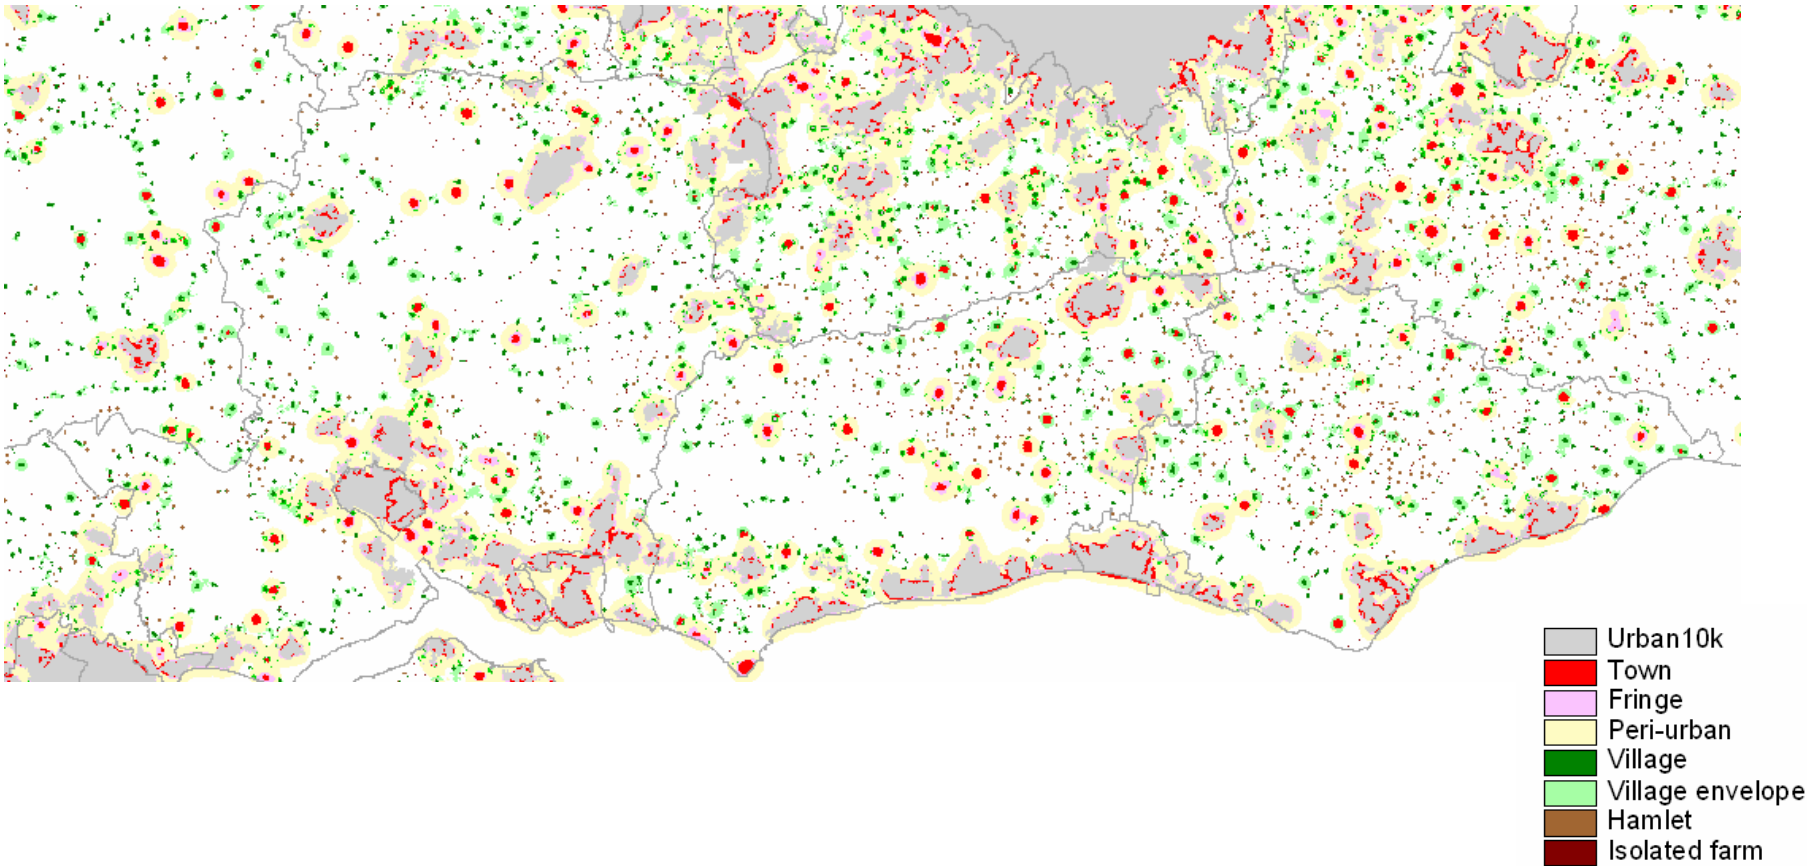 Urban10k
Town
Fringe
Peri-urban
Village
Village envelope
Hamlet
Isolated farm